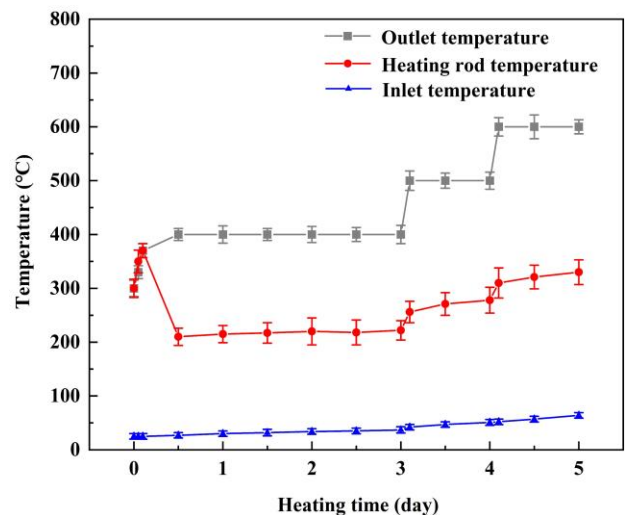 800
700
600
500
400
300
200
100
0
Temperature (℃)
Outlet temperature
Heating rod temperature
Inlet temperature
0 1 2 3 4 5
Heating time (day)